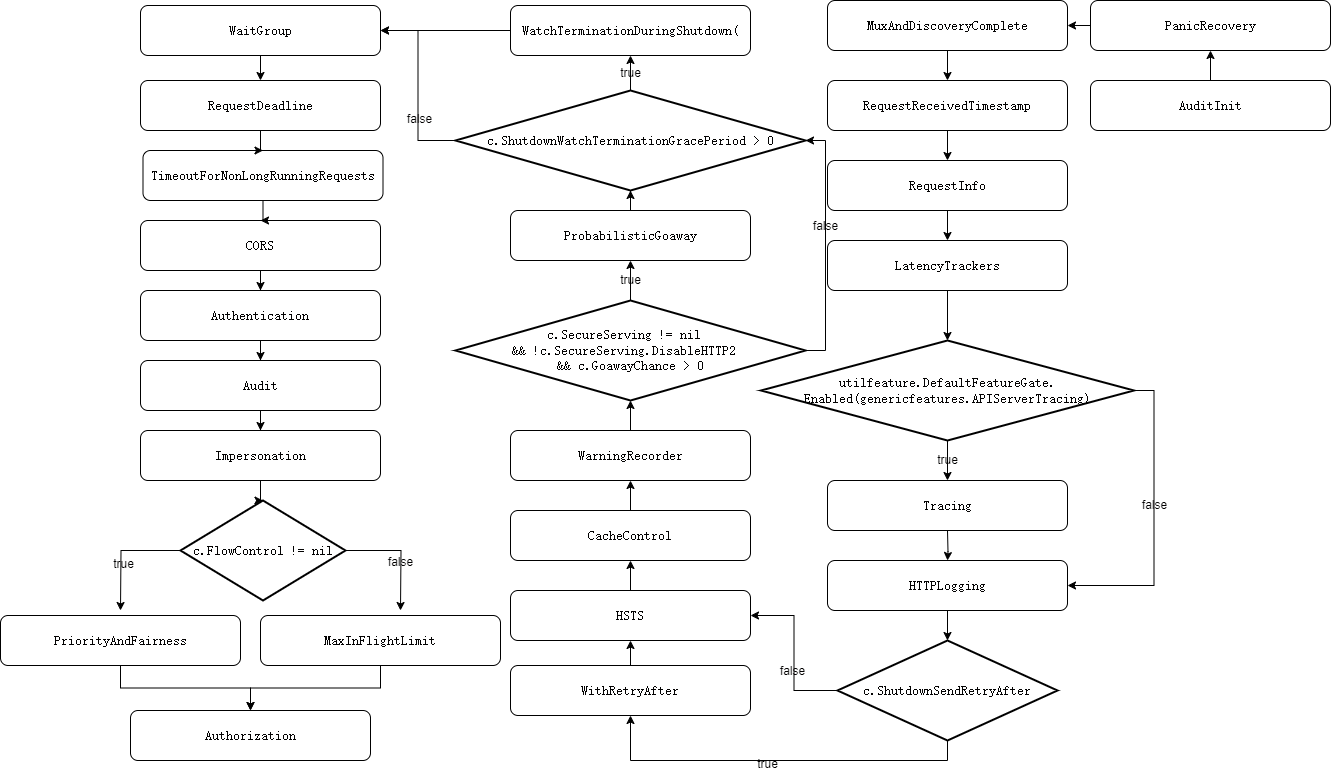 WaitGroup
WatchTerminationDuringShutdown(
MuxAndDiscoveryComplete
PanicRecovery
true
RequestDeadline
false
RequestReceivedTimestamp
AuditInit
c.ShutdownWatchTerminationGracePeriod > 0
TimeoutForNonLongRunningRequests
RequestInfo
false
ProbabilisticGoaway
CORS
LatencyTrackers
true
Authentication
c.SecureServing != nil
&& !c.SecureServing.DisableHTTP2
&& c.GoawayChance > 0
Audit
utilfeature.DefaultFeatureGate.
Enabled(genericfeatures.APIServerTracing)
Impersonation
WarningRecorder
true
false
Tracing
CacheControl
c.FlowControl != nil
true
false
HTTPLogging
HSTS
PriorityAndFairness
MaxInFlightLimit
false
WithRetryAfter
c.ShutdownSendRetryAfter
Authorization
true